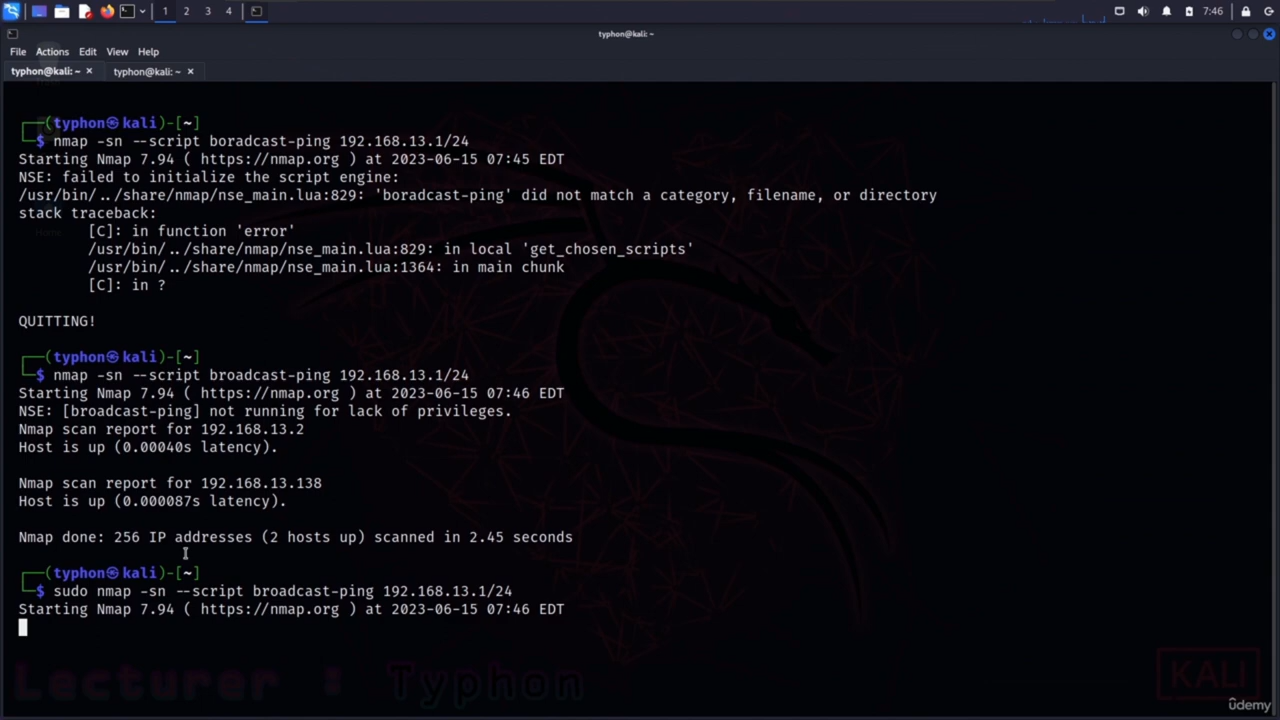 1 2 3 4 7:46
typhon@kali: ~
File Actions Edit View Help
typhon@kali: ~ × typhon@kali: ~ ×
┌──(typhon㉿kali)-[~]
└─$ nmap -sn --script boradcast-ping 192.168.13.1/24
Starting Nmap 7.94 ( https://nmap.org ) at 2023-06-15 07:45 EDT
NSE: failed to initialize the script engine:
/usr/bin/../share/nmap/nse_main.lua:829: 'boradcast-ping' did not match a category, filename, or directory
stack traceback:
[C]: in function 'error'
/usr/bin/../share/nmap/nse_main.lua:829: in local 'get_chosen_scripts'
/usr/bin/../share/nmap/nse_main.lua:1364: in main chunk
[C]: in ?
QUITTING!
┌──(typhon㉿kali)-[~]
└─$ nmap -sn --script broadcast-ping 192.168.13.1/24
Starting Nmap 7.94 ( https://nmap.org ) at 2023-06-15 07:46 EDT
NSE: [broadcast-ping] not running for lack of privileges.
Nmap scan report for 192.168.13.2
Host is up (0.00040s latency).
Nmap scan report for 192.168.13.138
Host is up (0.000087s latency).
Nmap done: 256 IP addresses (2 hosts up) scanned in 2.45 seconds
┌──(typhon㉿kali)-[~]
└─$ sudo nmap -sn --script broadcast-ping 192.168.13.1/24
Starting Nmap 7.94 ( https://nmap.org ) at 2023-06-15 07:46 EDT
Lecturer : Typhon
KALI
ûdemy